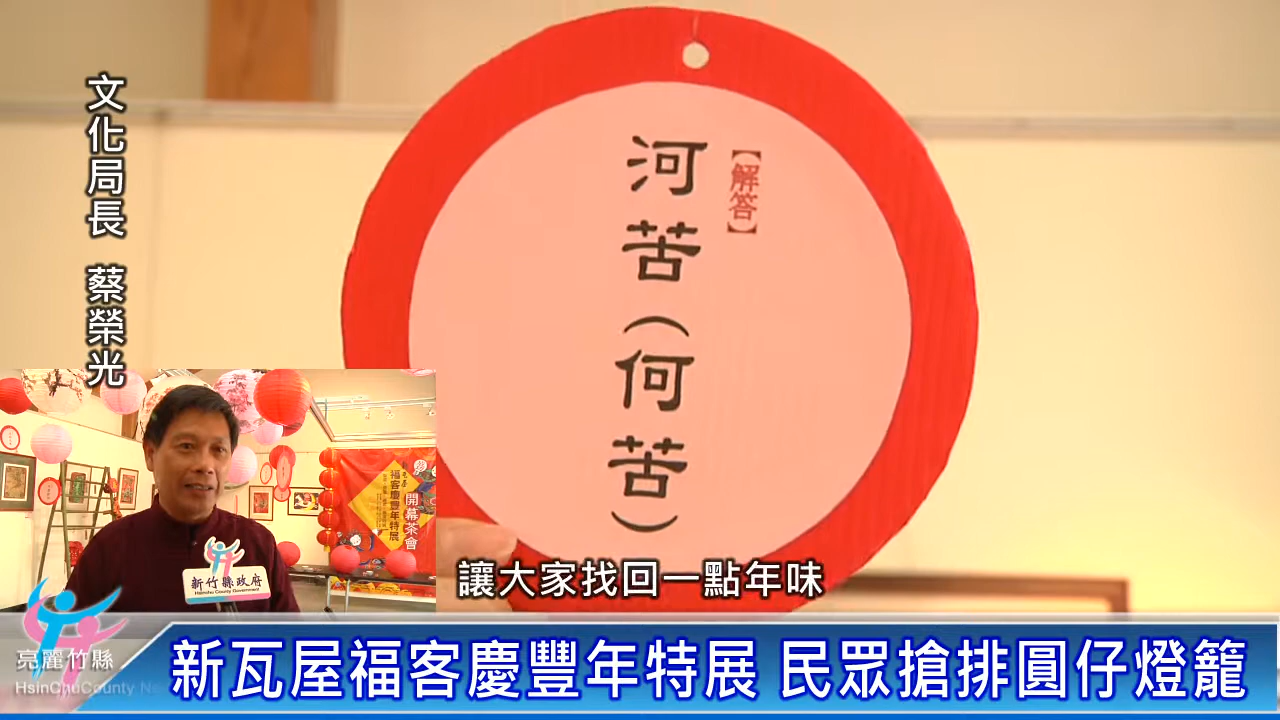 文化局長 蔡榮光
【解答】
河苦(何苦)
福客慶豐年特展
開幕茶會
新竹縣政府
Hsinchu County Government
讓大家找回一點年味
亮麗竹縣
HsinChuCounty
新瓦屋福客慶豐年特展 民眾搶排圓仔燈籠